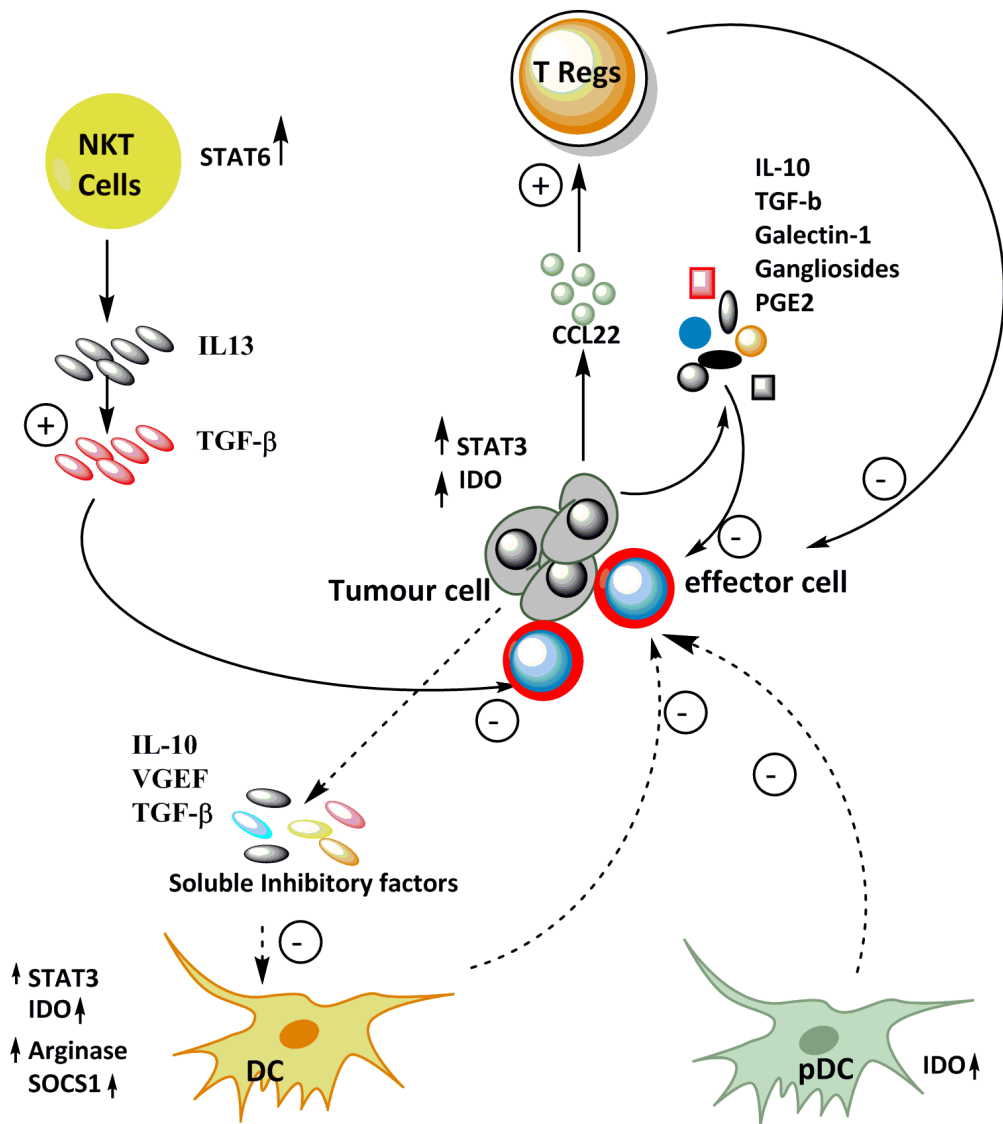 T Regs
NKT
Cells
STAT6
+
IL-10
TGF-b
Galectin-1
Gangliosides
PGE2
CCL22
IL13
+
TGF-β
STAT3
IDO
-
-
Tumour cell
effector cell
-
-
-
IL-10
VGEF
TGF-β
Soluble Inhibitory factors
-
STAT3
IDO
Arginase
SOCS1
DC
pDC
IDO